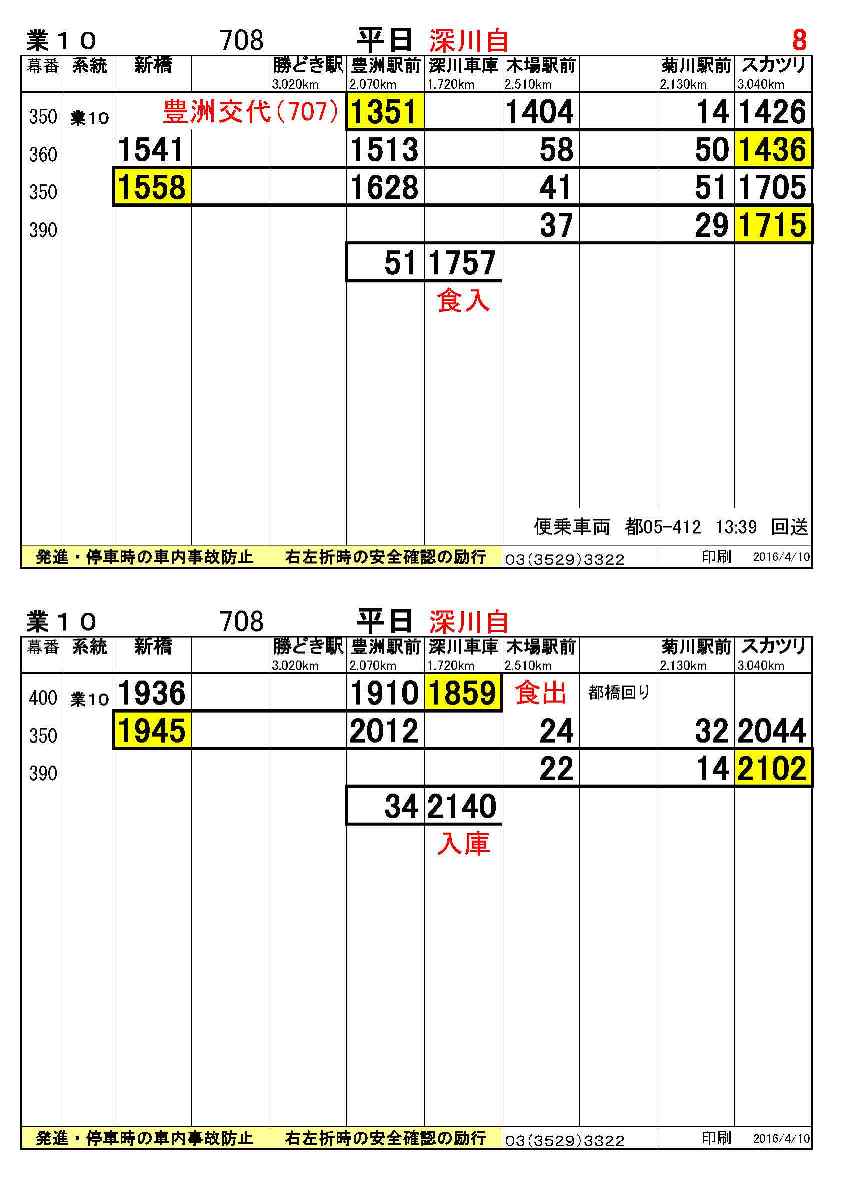 業10 708 平日 深川自 8
幕番 系統 新橋 勝どき駅 豊洲駅前 深川車庫 木場駅前 菊川駅前 スカツリ
3.020km 2.070km 1.720km 2.510km 2.130km 3.040km
350 業10 豊洲交代(707) 1351 1404 14 1426
360 1541 1513 58 50 1436
350 1558 1628 41 51 1705
390 37 29 1715
51 1757
食入
便乗車両 都05-412 13:39 回送
発進・停車時の車内事故防止 右左折時の安全確認の励行 03(3529)3322 印刷 2016/4/10
業10 708 平日 深川自
幕番 系統 新橋 勝どき駅 豊洲駅前 深川車庫 木場駅前 菊川駅前 スカツリ
3.020km 2.070km 1.720km 2.510km 2.130km 3.040km
400 業10 1936 1910 1859 食出 都橋回り
350 1945 2012 24 32 2044
390 22 14 2102
34 2140
入庫
発進・停車時の車内事故防止 右左折時の安全確認の励行 03(3529)3322 印刷 2016/4/10